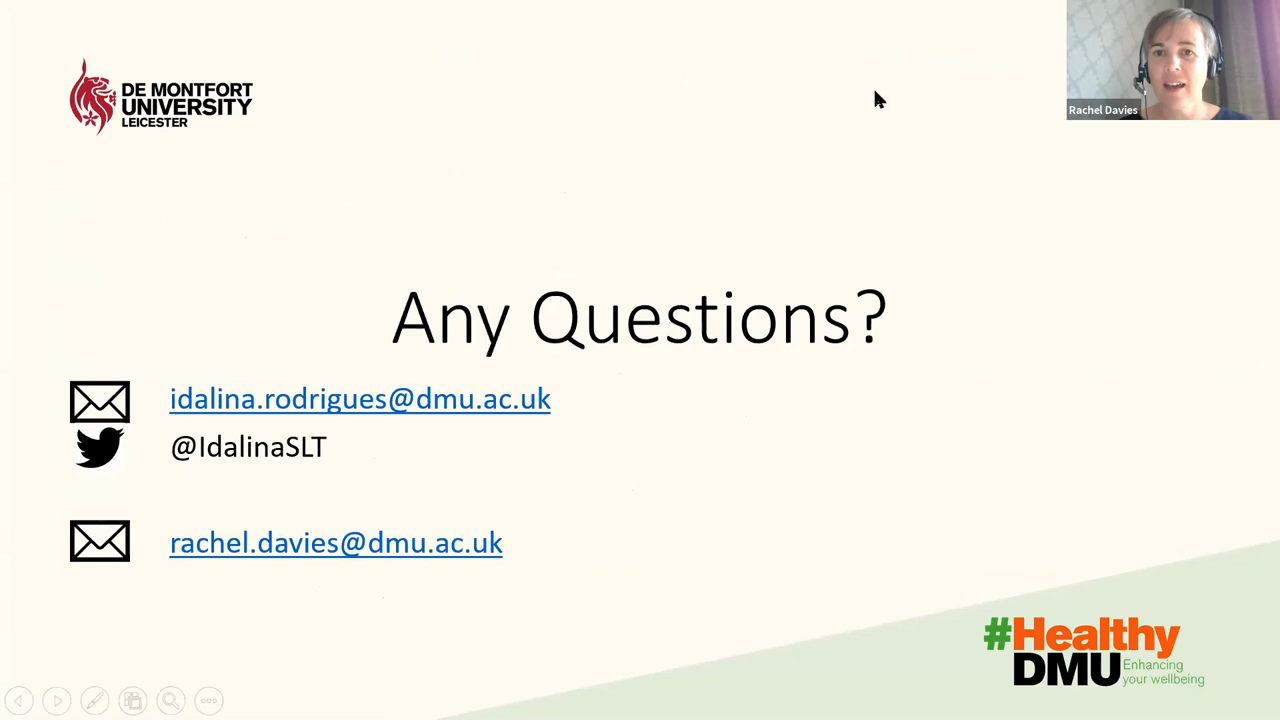 DE MONTFORT
UNIVERSITY
LEICESTER
Rachel Davies
Any Questions?
idalina.rodrigues@dmu.ac.uk
@IdalinaSLT
rachel.davies@dmu.ac.uk
#Healthy
DMU
Enhancing
your wellbeing